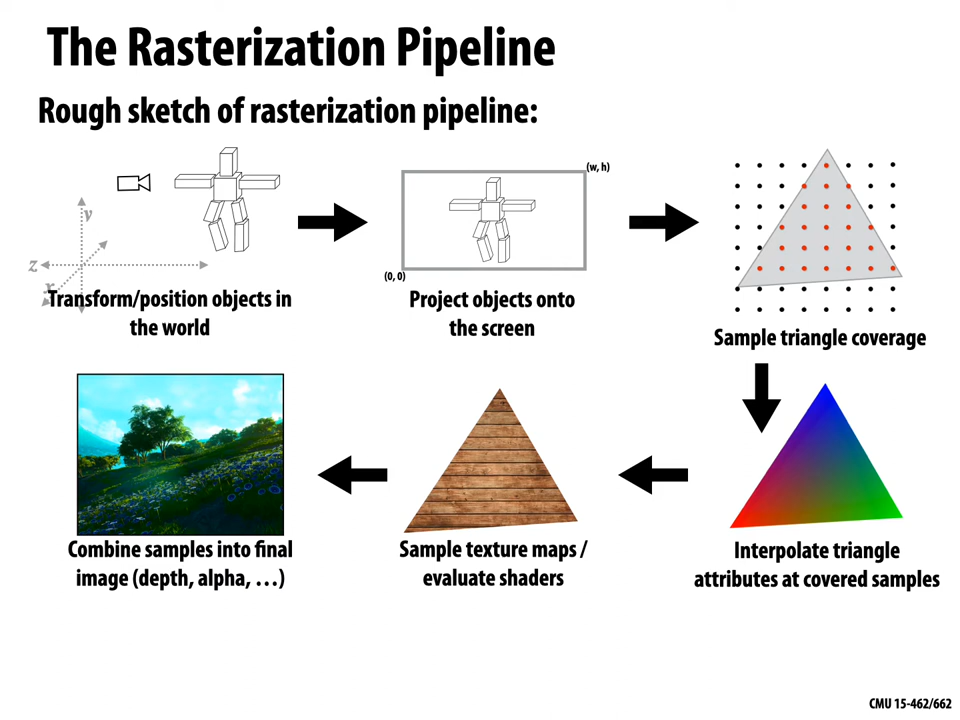 The Rasterization Pipeline
Rough sketch of rasterization pipeline:
(w, h)
y
z
x
(0, 0)
Transform/position objects in
the world
Project objects onto
the screen
Sample triangle coverage
Combine samples into final
image (depth, alpha, …)
Sample texture maps /
evaluate shaders
Interpolate triangle
attributes at covered samples
CMU 15-462/662